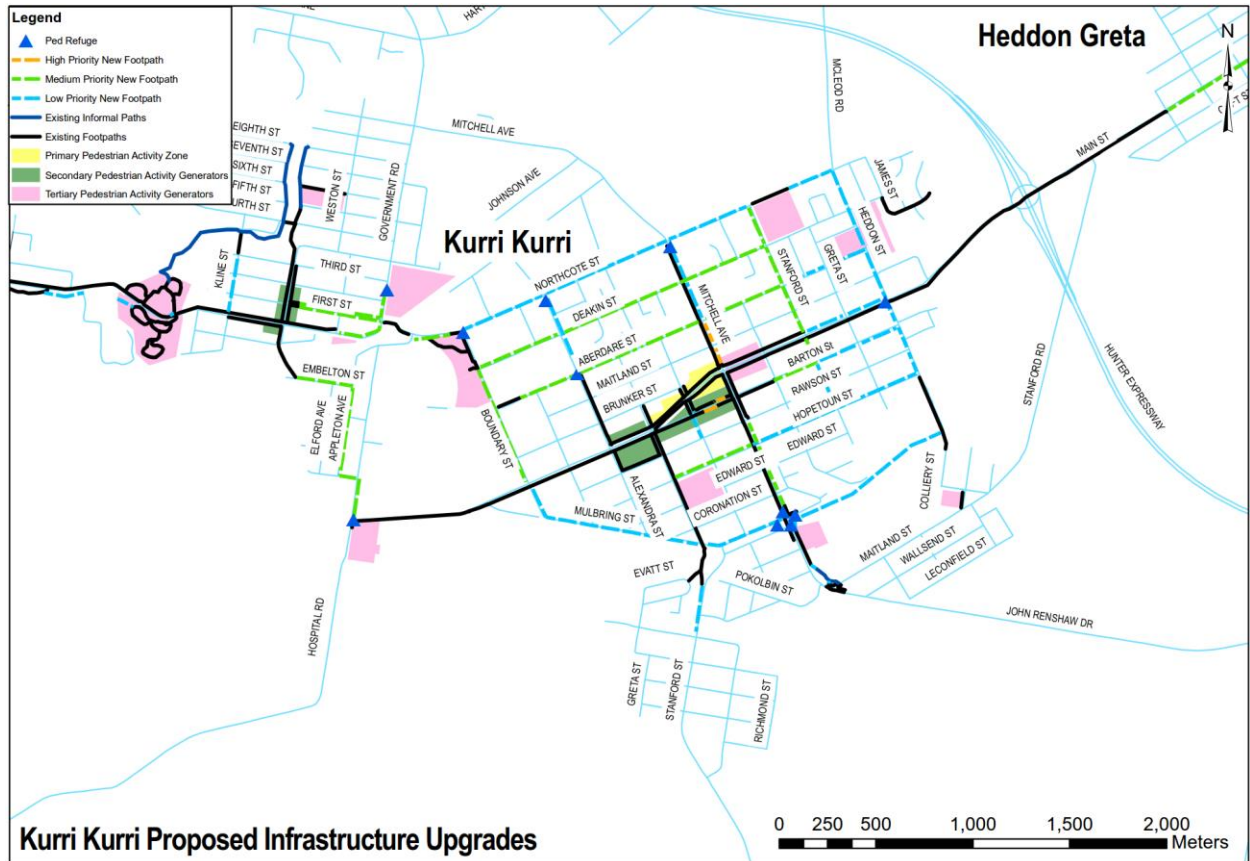 Legend
Ped Refuge
High Priority New Footpath
Medium Priority New Footpath
Low Priority New Footpath
Existing Informal Paths
Existing Footpaths
Primary Pedestrian Activity Zone
Secondary Pedestrian Activity Generators
Tertiary Pedestrian Activity Generators
Heddon Greta
N
MCLEOD RD
MAIN ST
EIGHTH ST
EVENTH ST
SIXTH ST
FIFTH ST
URTH ST
WESTON ST
GOVERNMENT RD
MITCHELL AVE
JOHNSON AVE
JAMES ST
HEDDON ST
Kurri Kurri
KLINE ST
THIRD ST
FIRST ST
NORTHCOTE ST
DEAKIN ST
MITCHELL AVE
STANFORD ST
GRETA ST
ABERDARE ST
MAITLAND ST
BRUNKER ST
BARTON St
RAWSON ST
HOPETOUN ST
EDWARD ST
STANFORD RD
HUNTER EXPRESSWAY
EMBELTON ST
ELFORD AVE
APPLETON AVE
BOUNDARY ST
EDWARD ST
CORONATION ST
ALEXANDRA ST
MULBRING ST
COLLIERY ST
MAITLAND ST
WALLSEND ST
LECONFIELD ST
EVATT ST
POKOLBIN ST
JOHN RENSHAW DR
HOSPITAL RD
GRETA ST
STANFORD ST
RICHMOND ST
Kurri Kurri Proposed Infrastructure Upgrades
0 250 500 1,000 1,500 2,000
Meters